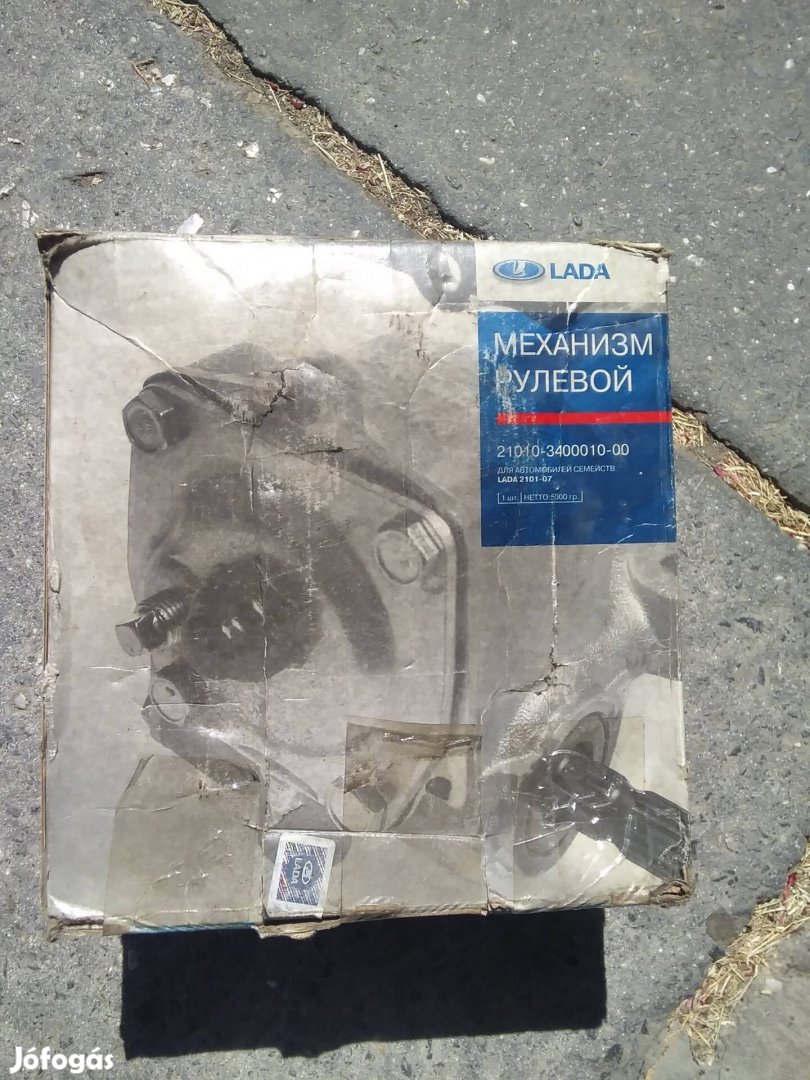 LADA
МЕХАНИЗМ
РУЛЕВОЙ
21010-3400010-00
ДЛЯ АВТОМОБИЛЕЙ СЕМЕЙСТВ
LADA 2101-07
1 шт. НЕТТО:5000 гр.
LADA
Jófogás